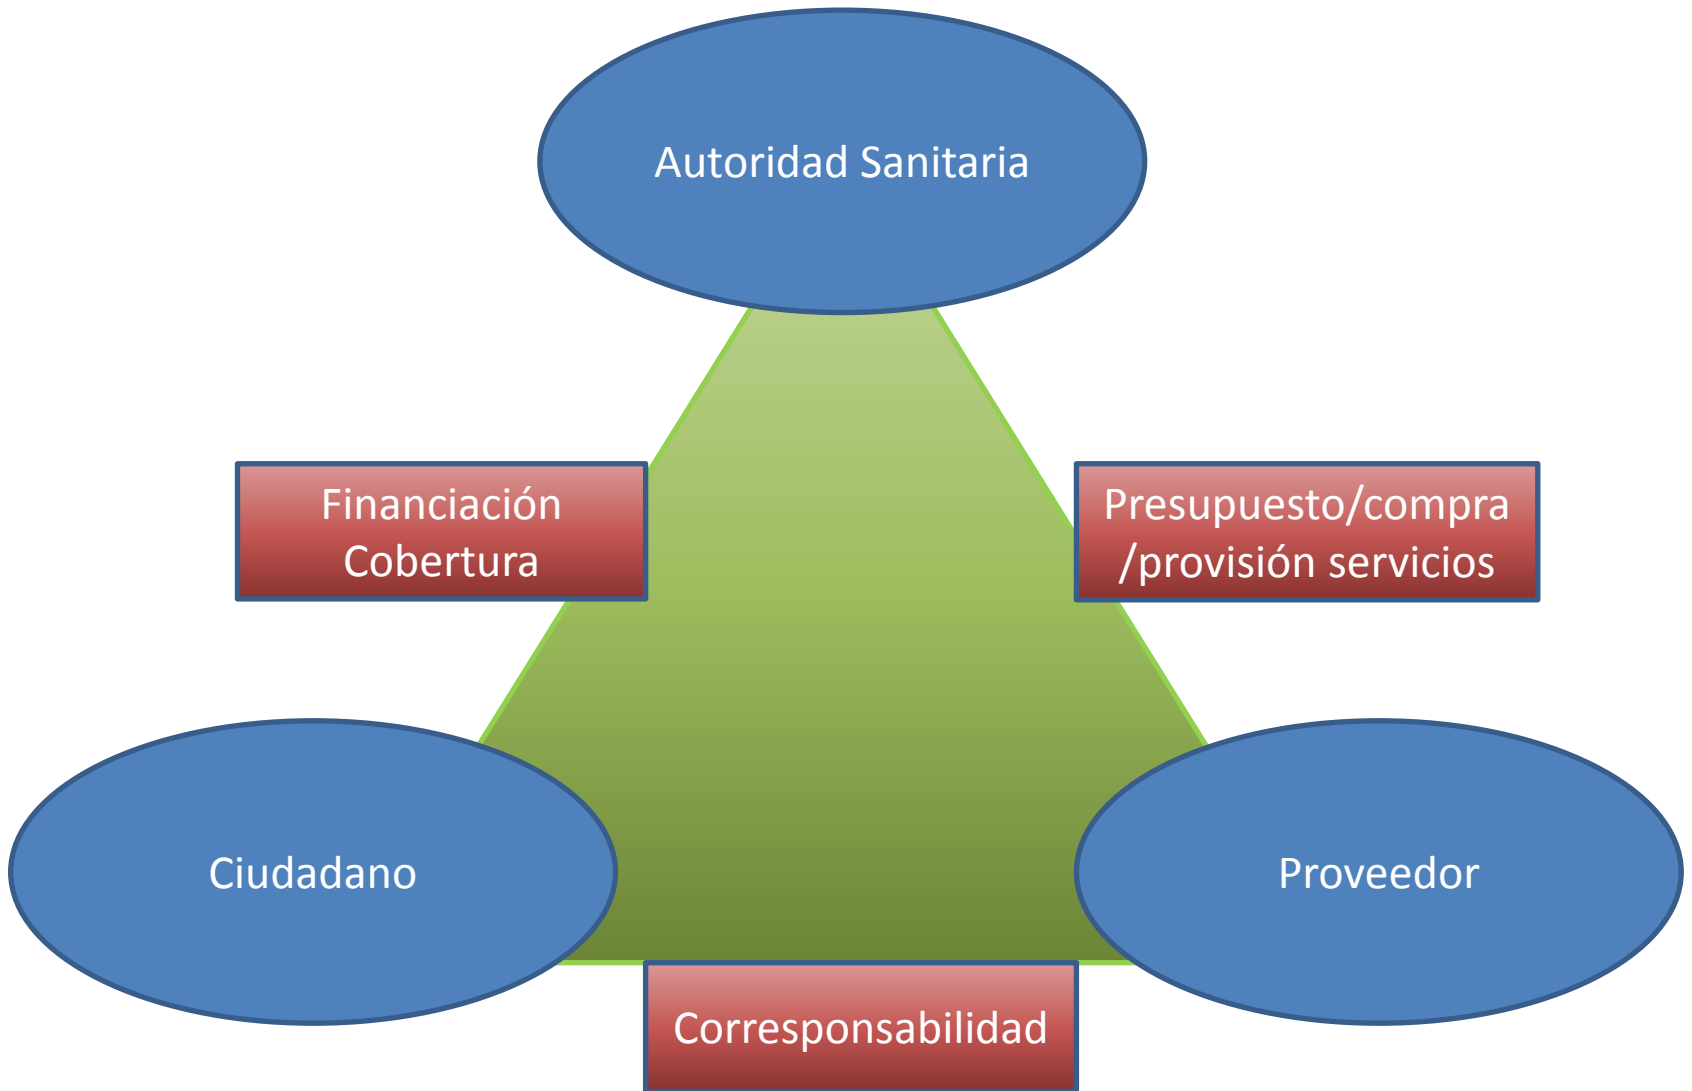 Autoridad Sanitaria
Financiación
Cobertura
Presupuesto/compra
/provisión servicios
Ciudadano
Proveedor
Corresponsabilidad